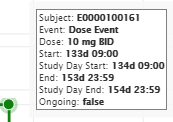 Subject: E0000100161
Event: Dose Event
Dose: 10 mg BID
Start: 133d 09:00
Study Day Start: 134d 09:00
End: 153d 23:59
Study Day End: 154d 23:59
Ongoing: false